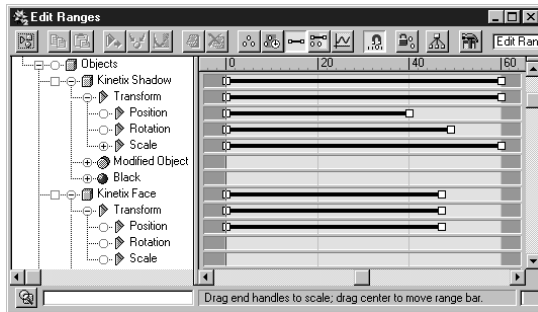 Edit Ranges
Edit Ran
Objects
0 20 40 60
Kinetix Shadow
Transform
Position
Rotation
Scale
Modified Object
Black
Kinetix Face
Transform
Position
Rotation
Scale
Drag end handles to scale; drag center to move range bar.